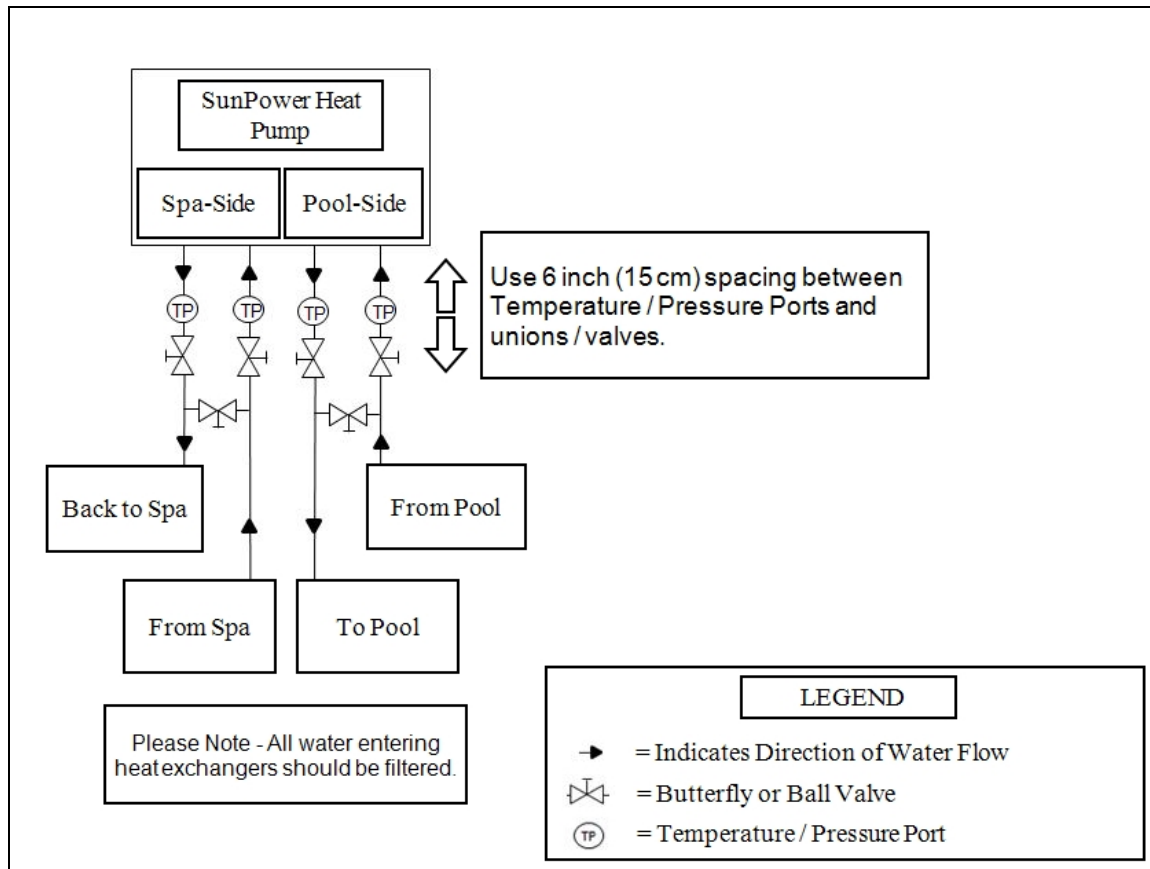 SunPower Heat
Pump
Spa-Side
Pool-Side
Use 6 inch (15 cm) spacing between
Temperature / Pressure Ports and
unions / valves.
TP
TP
TP
TP
Back to Spa
From Pool
From Spa
To Pool
Please Note - All water entering
heat exchangers should be filtered.
LEGEND
= Indicates Direction of Water Flow
= Butterfly or Ball Valve
TP = Temperature / Pressure Port